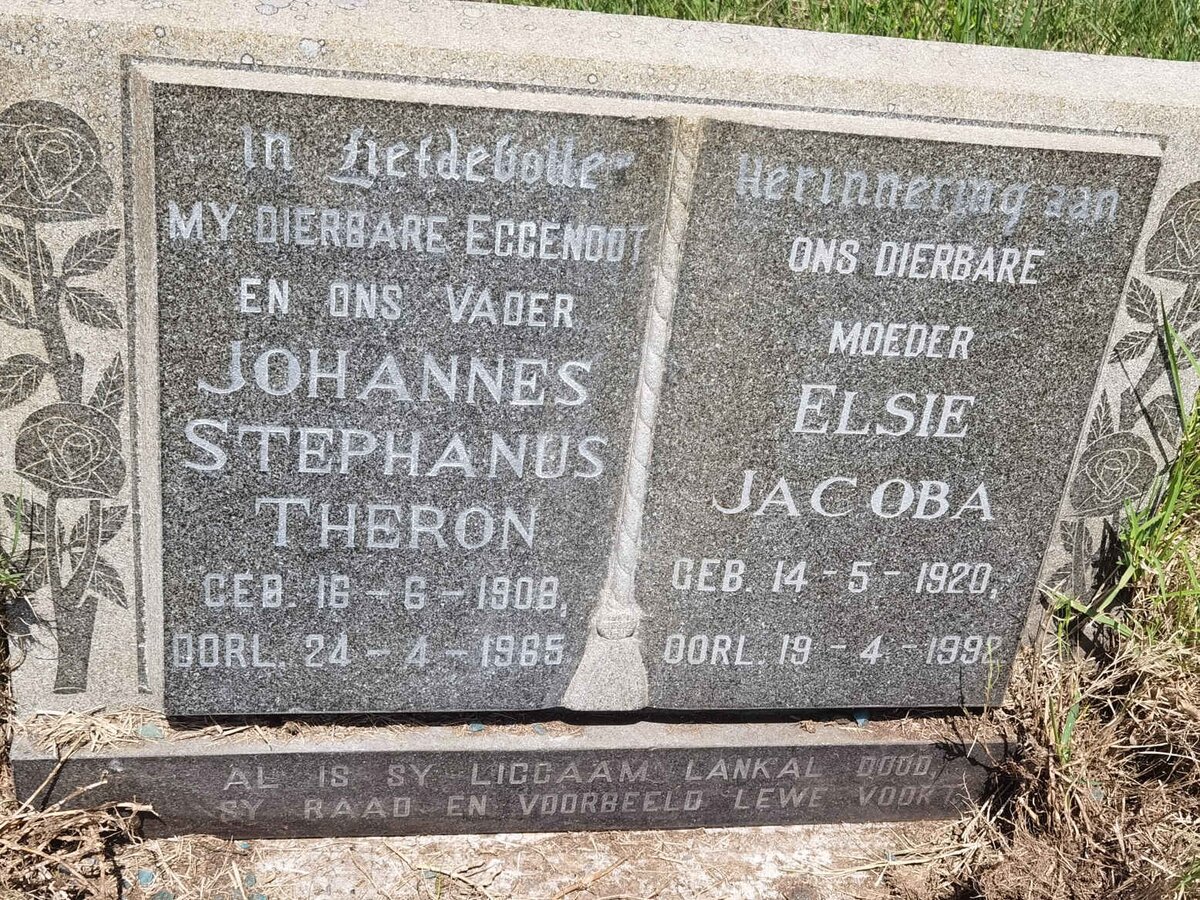 In Liefdevoller
MY DIERBARE EGGENOOT
EN ONS VADER
JOHANNES
STEPHANUS
THERON
GEB. 16-6-1908,
OORL. 24-4-1965
Herinnering aan
ONS DIERBARE
MOEDER
ELSIE
JACOBA
GEB. 14-5-1920,
OORL. 19-4-1992
AL IS SY LIGGAAM LANKAL DOOD,
SY RAAD EN VOORBEELD LEWE VOORT